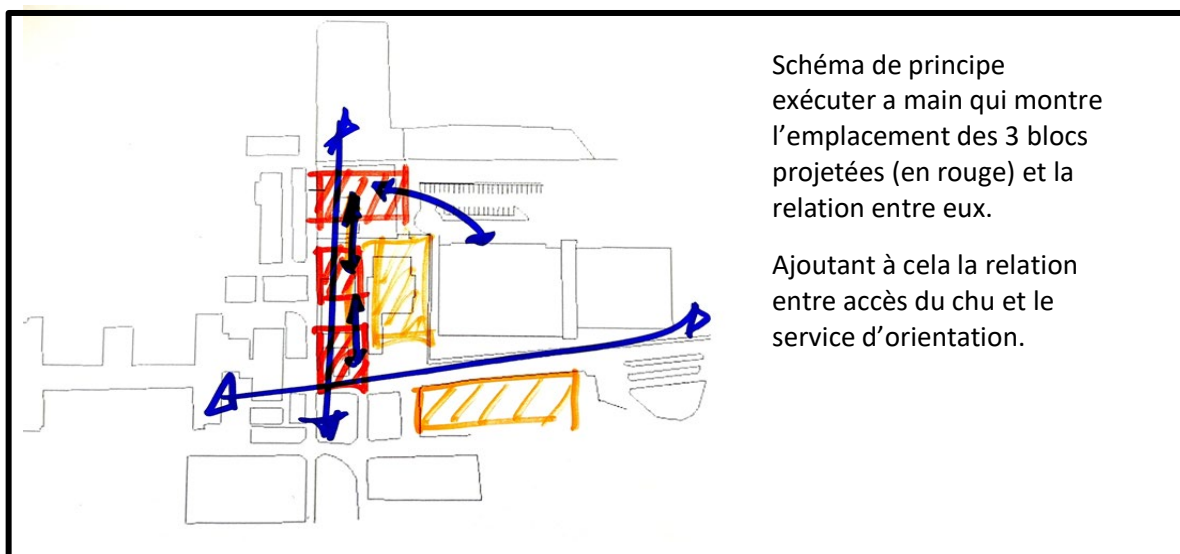 Schéma de principe
exécuter a main qui montre
l’emplacement des 3 blocs
projetées (en rouge) et la
relation entre eux.
Ajoutant à cela la relation
entre accès du chu et le
service d’orientation.